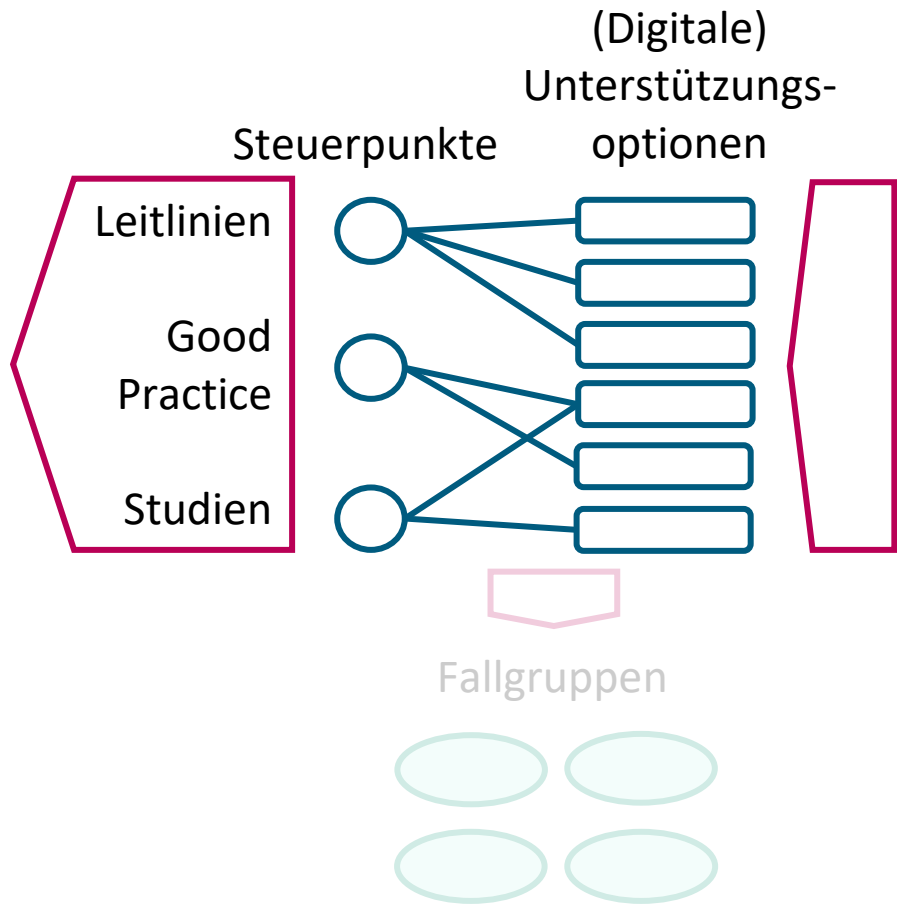 (Digitale)
Unterstützungs-
optionen
Steuerpunkte
Leitlinien
Good
Practice
Studien
Fallgruppen